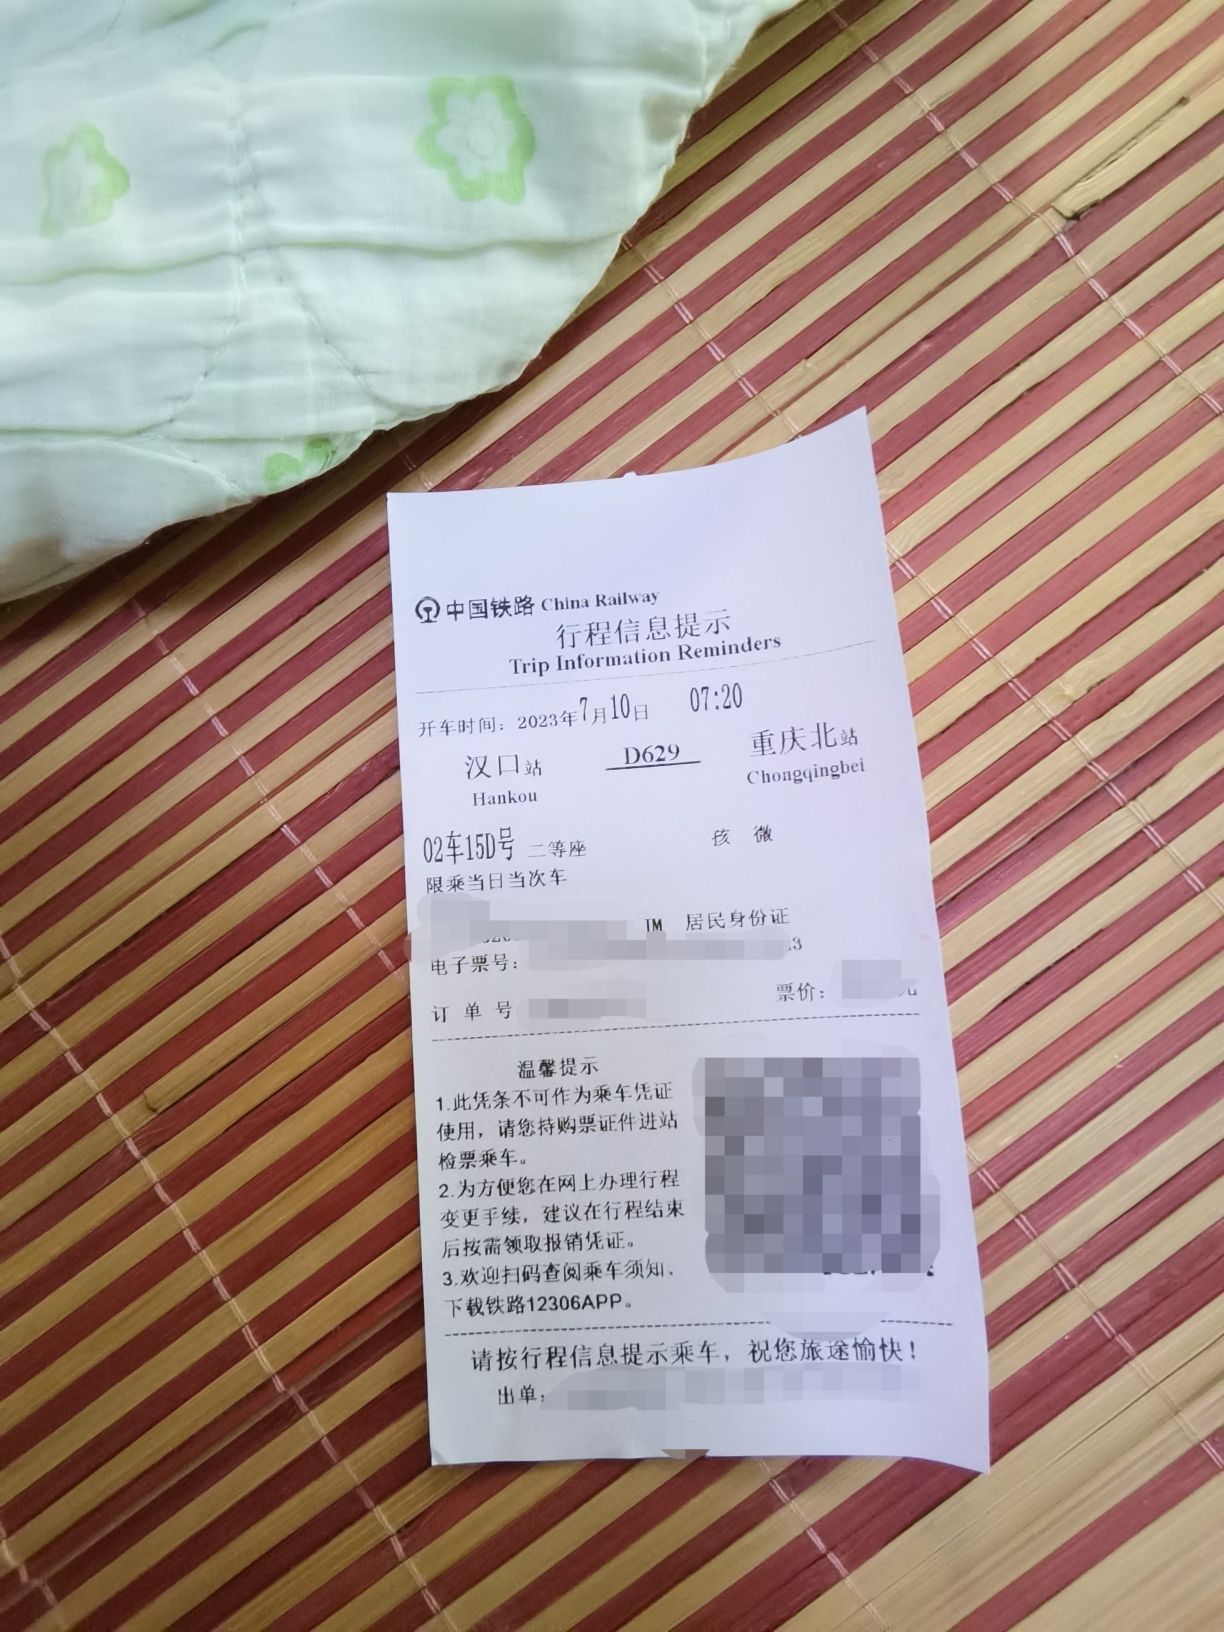 中国铁路 China Railway
行程信息提示
Trip Information Reminders
开车时间：2023年7月10日 07:20
汉口站 D629 重庆北站
Hankou Chongqingbei
02车15D号 二等座 孩 微
限乘当日当次车
TM 居民身份证
电子票号：
订单号 票价： 元
温馨提示
1.此凭条不可作为乘车凭证
使用，请您持购票证件进站
检票乘车。
2.为方便您在网上办理行程
变更手续，建议在行程结束
后按需领取报销凭证。
3.欢迎扫码查阅乘车须知、
下载铁路12306APP。
请按行程信息提示乘车，祝您旅途愉快！
出单：